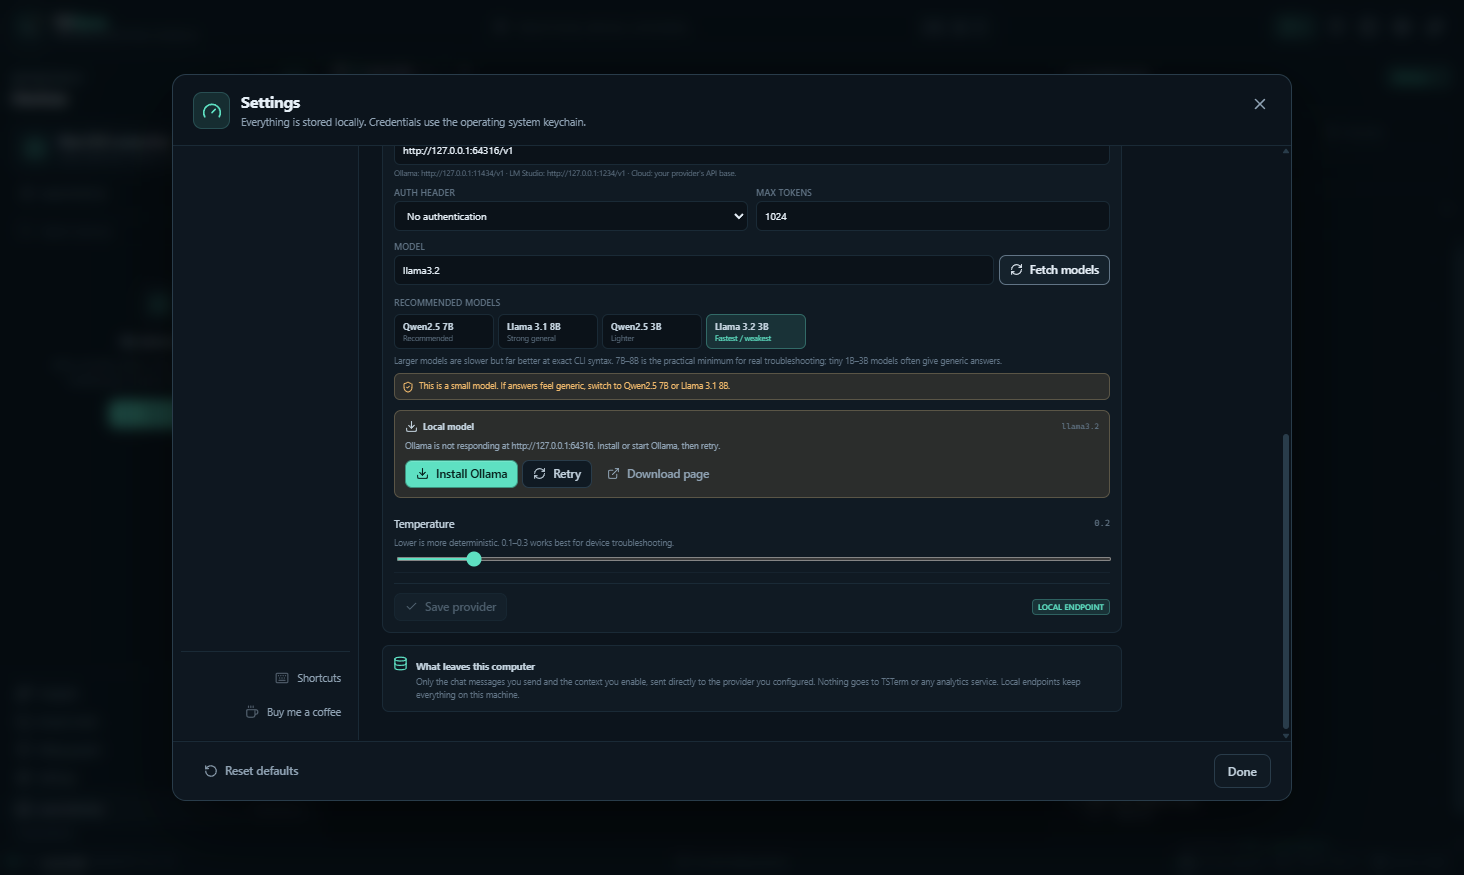 Settings
Everything is stored locally. Credentials use the operating system keychain.
http://127.0.0.1:64316/v1
Ollama: http://127.0.0.1:11434/v1 · LM Studio: http://127.0.0.1:1234/v1 · Cloud: your provider's API base.
AUTH HEADER
MAX TOKENS
No authentication
1024
MODEL
llama3.2
Fetch models
RECOMMENDED MODELS
Qwen2.5 7B
Recommended
Llama 3.1 8B
Strong general
Qwen2.5 3B
Lighter
Llama 3.2 3B
Fastest / weakest
Larger models are slower but far better at exact CLI syntax. 7B–8B is the practical minimum for real troubleshooting; tiny 1B–3B models often give generic answers.
This is a small model. If answers feel generic, switch to Qwen2.5 7B or Llama 3.1 8B.
Local model
llama3.2
Ollama is not responding at http://127.0.0.1:64316. Install or start Ollama, then retry.
Install Ollama
Retry
Download page
Temperature
0.2
Lower is more deterministic. 0.1–0.3 works best for device troubleshooting.
Save provider
LOCAL ENDPOINT
What leaves this computer
Only the chat messages you send and the context you enable, sent directly to the provider you configured. Nothing goes to TSTerm or any analytics service. Local endpoints keep
everything on this machine.
Shortcuts
Buy me a coffee
Reset defaults
Done